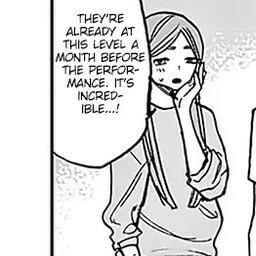 THEY'RE
ALREADY AT
THIS LEVEL A
MONTH BEFORE
THE PERFOR-
MANCE. IT'S
INCRED-
IBLE...!